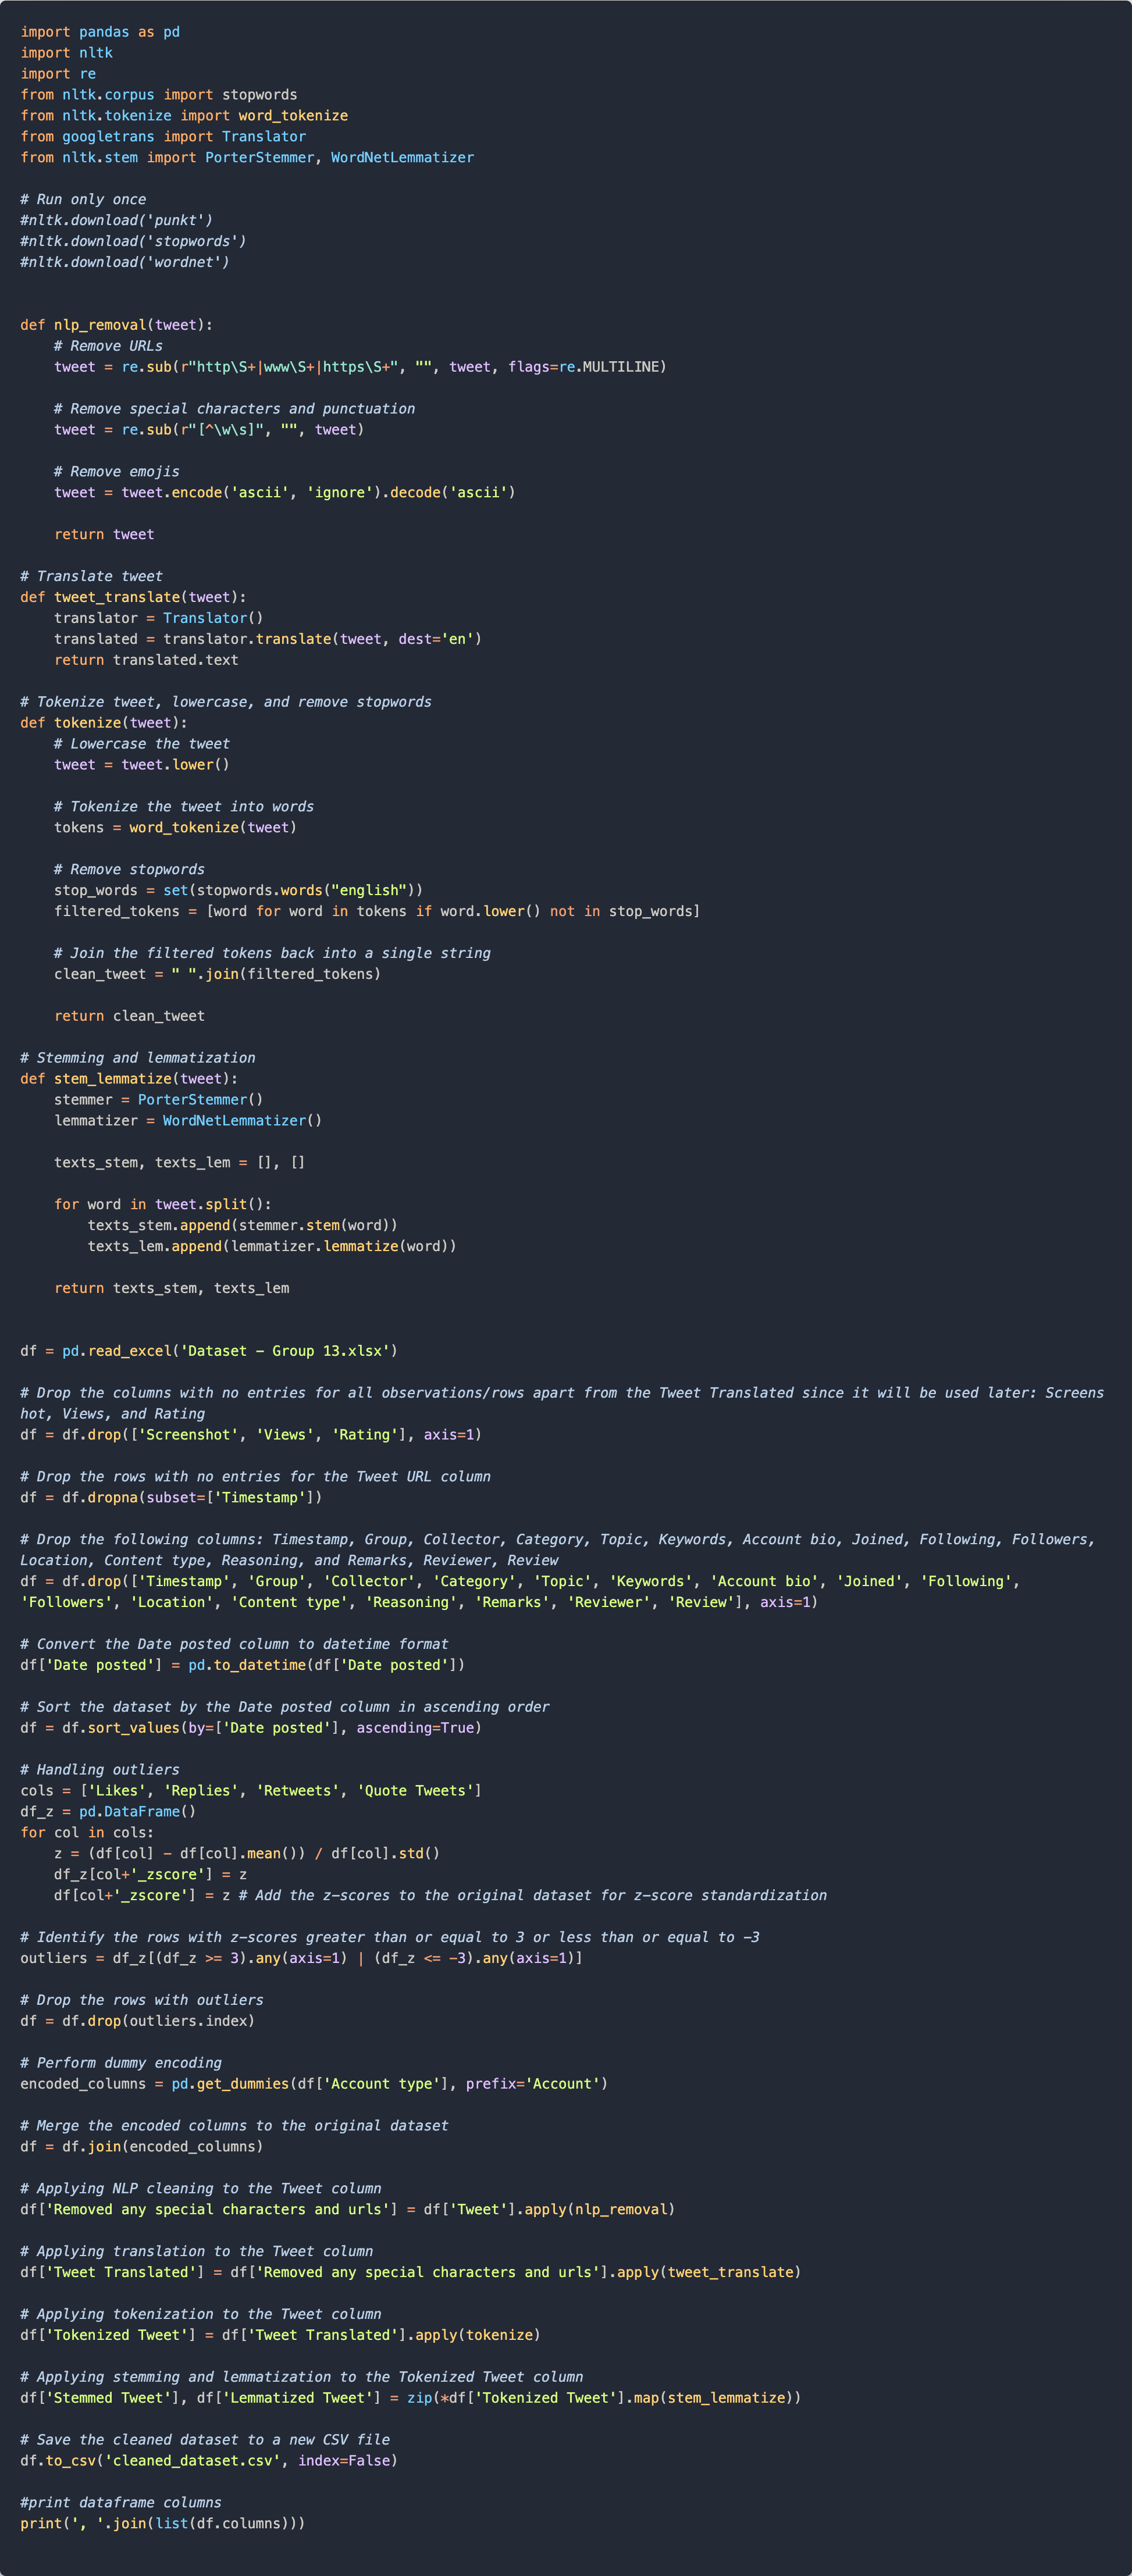 import pandas as pd
import nltk
import re
from nltk.corpus import stopwords
from nltk.tokenize import word_tokenize
from googletrans import Translator
from nltk.stem import PorterStemmer, WordNetLemmatizer

# Run only once
#nltk.download('punkt')
#nltk.download('stopwords')
#nltk.download('wordnet')


def nlp_removal(tweet):
    # Remove URLs
    tweet = re.sub(r"http\S+|www\S+|https\S+", "", tweet, flags=re.MULTILINE)

    # Remove special characters and punctuation
    tweet = re.sub(r"[^\w\s]", "", tweet)

    # Remove emojis
    tweet = tweet.encode('ascii', 'ignore').decode('ascii')

    return tweet

# Translate tweet
def tweet_translate(tweet):
    translator = Translator()
    translated = translator.translate(tweet, dest='en')
    return translated.text

# Tokenize tweet, lowercase, and remove stopwords
def tokenize(tweet):
    # Lowercase the tweet
    tweet = tweet.lower()

    # Tokenize the tweet into words
    tokens = word_tokenize(tweet)

    # Remove stopwords
    stop_words = set(stopwords.words("english"))
    filtered_tokens = [word for word in tokens if word.lower() not in stop_words]

    # Join the filtered tokens back into a single string
    clean_tweet = " ".join(filtered_tokens)

    return clean_tweet

# Stemming and lemmatization
def stem_lemmatize(tweet):
    stemmer = PorterStemmer()
    lemmatizer = WordNetLemmatizer()

    texts_stem, texts_lem = [], []

    for word in tweet.split():
        texts_stem.append(stemmer.stem(word))
        texts_lem.append(lemmatizer.lemmatize(word))

    return texts_stem, texts_lem


df = pd.read_excel('Dataset - Group 13.xlsx')

# Drop the columns with no entries for all observations/rows apart from the Tweet Translated since it will be used later: Screens
hot, Views, and Rating
df = df.drop(['Screenshot', 'Views', 'Rating'], axis=1)

# Drop the rows with no entries for the Tweet URL column
df = df.dropna(subset=['Timestamp'])

# Drop the following columns: Timestamp, Group, Collector, Category, Topic, Keywords, Account bio, Joined, Following, Followers,
Location, Content type, Reasoning, and Remarks, Reviewer, Review
df = df.drop(['Timestamp', 'Group', 'Collector', 'Category', 'Topic', 'Keywords', 'Account bio', 'Joined', 'Following',
'Followers', 'Location', 'Content type', 'Reasoning', 'Remarks', 'Reviewer', 'Review'], axis=1)

# Convert the Date posted column to datetime format
df['Date posted'] = pd.to_datetime(df['Date posted'])

# Sort the dataset by the Date posted column in ascending order
df = df.sort_values(by=['Date posted'], ascending=True)

# Handling outliers
cols = ['Likes', 'Replies', 'Retweets', 'Quote Tweets']
df_z = pd.DataFrame()
for col in cols:
    z = (df[col] - df[col].mean()) / df[col].std()
    df_z[col+'_zscore'] = z
    df[col+'_zscore'] = z # Add the z-scores to the original dataset for z-score standardization

# Identify the rows with z-scores greater than or equal to 3 or less than or equal to -3
outliers = df_z[(df_z >= 3).any(axis=1) | (df_z <= -3).any(axis=1)]

# Drop the rows with outliers
df = df.drop(outliers.index)

# Perform dummy encoding
encoded_columns = pd.get_dummies(df['Account type'], prefix='Account')

# Merge the encoded columns to the original dataset
df = df.join(encoded_columns)

# Applying NLP cleaning to the Tweet column
df['Removed any special characters and urls'] = df['Tweet'].apply(nlp_removal)

# Applying translation to the Tweet column
df['Tweet Translated'] = df['Removed any special characters and urls'].apply(tweet_translate)

# Applying tokenization to the Tweet column
df['Tokenized Tweet'] = df['Tweet Translated'].apply(tokenize)

# Applying stemming and lemmatization to the Tokenized Tweet column
df['Stemmed Tweet'], df['Lemmatized Tweet'] = zip(*df['Tokenized Tweet'].map(stem_lemmatize))

# Save the cleaned dataset to a new CSV file
df.to_csv('cleaned_dataset.csv', index=False)

#print dataframe columns
print(', '.join(list(df.columns)))